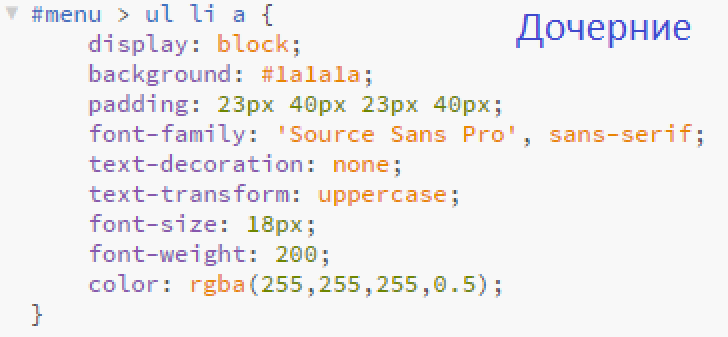 #menu > ul li a {
Дочерние
display: block;
background: #1a1a1a;
padding: 23px 40px 23px 40px;
font-family: 'Source Sans Pro', sans-serif;
text-decoration: none;
text-transform: uppercase;
font-size: 18px;
font-weight: 200;
color: rgba(255,255,255,0.5);
}